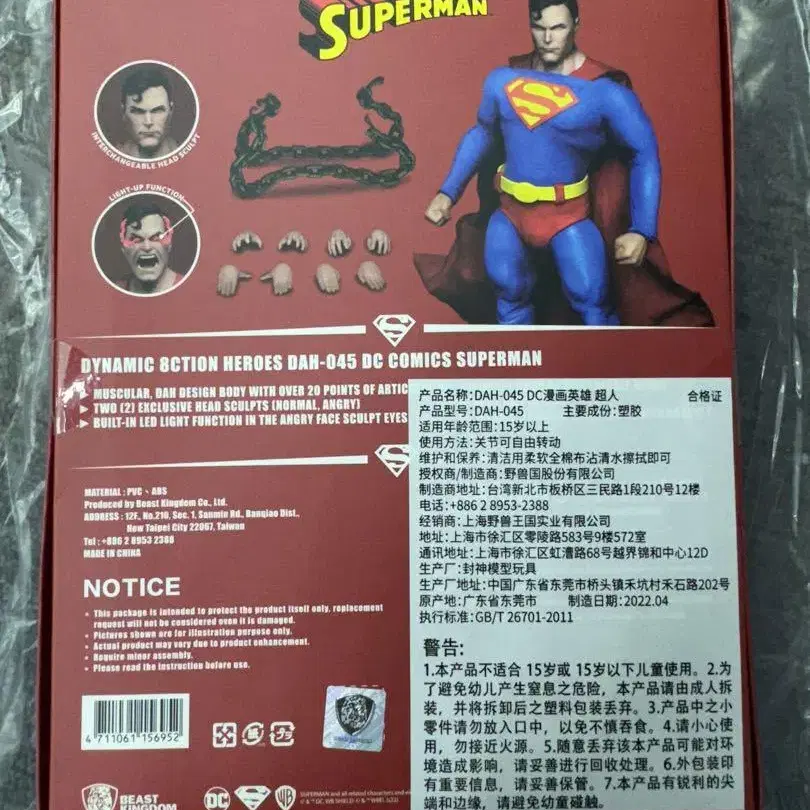 SUPERMAN
INTERCHANGEABLE HEAD SCULPT
LIGHT-UP FUNCTION
DYNAMIC 8CTION HEROES DAH-045 DC COMICS SUPERMAN
MUSCULAR, DAH DESIGN BODY WITH OVER 20 POINTS OF
TWO (2) EXCLUSIVE HEAD SCULPTS (NORMAL, ANGRY)
BUILT-IN LED LIGHT FUNCTION IN THE ANGRY FACE SCULPT EYES
产品名称:DAH-045 DC漫画英雄 超人 合格证
产品型号:DAH-045 主要成份:塑胶
适用年龄范围:15岁以上
使用方法:关节可自由转动
维护和保养:清洁用柔软全棉布沾清水擦拭即可
授权商/制造商:野兽国股份有限公司
制造商地址:台湾新北市板桥区三民路1段210号12楼
电话:+886 2 8953-2388
经销商:上海野兽王国实业有限公司
地址:上海市徐汇区零陵路583号9楼572室
通讯地址:上海市徐汇区虹漕路68号越界锦和中心12D
生产厂:封神模型玩具
生产厂地址:中国广东省东莞市桥头镇禾坑村禾石路202号
原产地:广东省东莞市 制造日期:2022.04
执行标准:GB/T 26701-2011
警告:
1.本产品不适合 15岁或 15岁以下儿童使用。2.为
了避免幼儿产生窒息之危险，本产品请由成人拆
装，并将拆卸后之塑料包装丢弃。3.产品中之小
零件请勿放入口中，以免不慎吞食。4.请小心使
用，勿接近火源。5.随意丢弃该本产品可能对环
境造成影响，请妥善进行回收处理。6.外包装印
有重要信息，请妥善保管。7.本产品有锐利的尖
端和边缘，请避免幼童碰触。
MATERIAL : PVC、ABS
Produced by Beast Kingdom Co., Ltd.
ADDRESS : 12F., No.210, Sec. 1, Sanmin Rd., Banqiao Dist.,
New Taipei City 22067, Taiwan
Tel : +886 2 8953 2388
MADE IN CHINA
NOTICE
This package is intended to protect the product itself only, replacement
request will not be considered even it is damaged.
Pictures shown are for illustration purpose only.
Actual product may vary due to product enhancement.
Require minor assembly.
Please read the instruction before use.
4 711061 156952
BEAST
KINGDOM
DC
WB